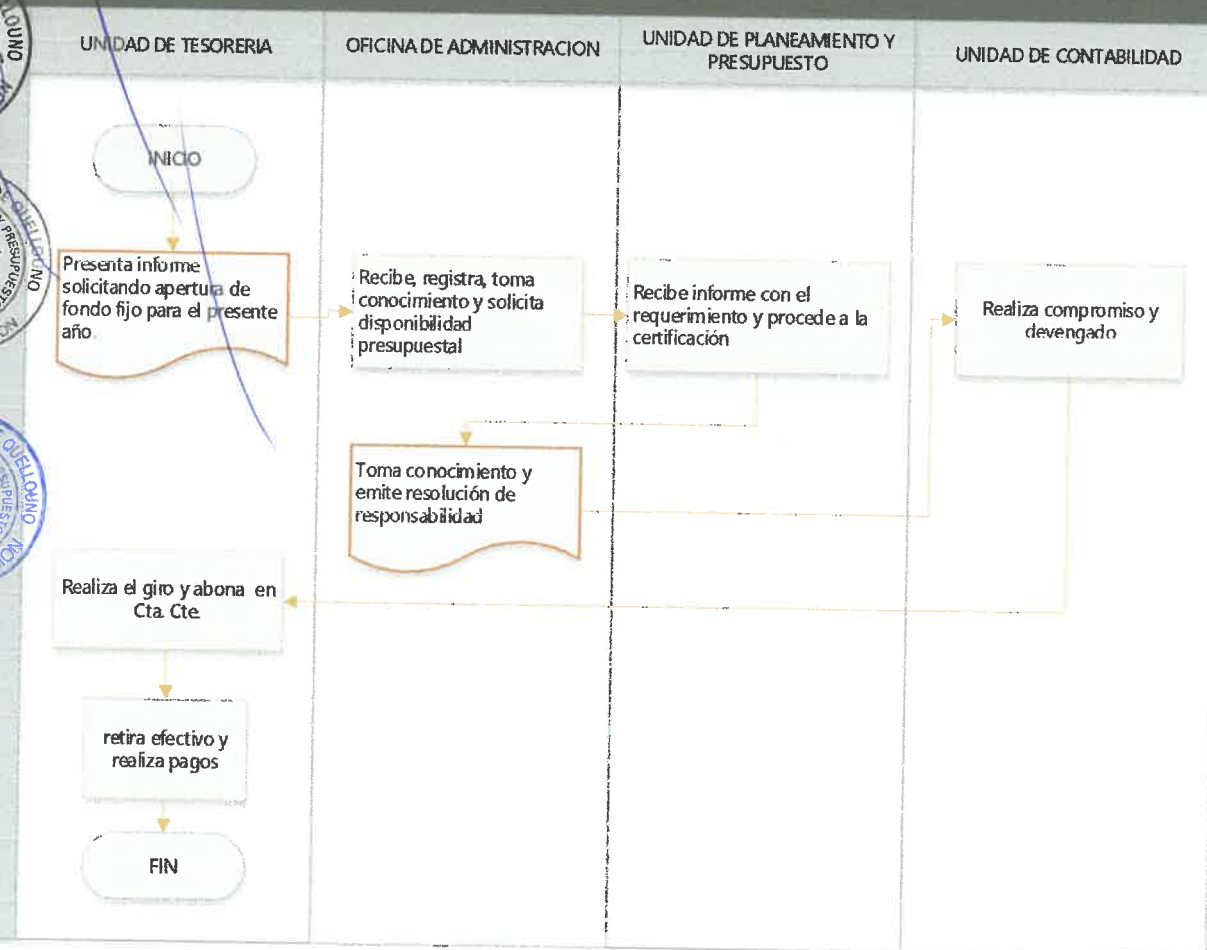 UNIDAD DE TESORERIA
OFICINA DE ADMINISTRACION
UNIDAD DE PLANEAMIENTO Y
PRESUPUESTO
UNIDAD DE CONTABILIDAD
INICIO
Presenta informe
solicitando apertura de
fondo fijo para el presente
año.
Recibe, registra, toma
conocimiento y solicita
disponibilidad
presupuestal
Recibe informe con el
requerimiento y procede a la
certificación
Realiza compromiso y
devengado
Toma conocimiento y
emite resolución de
responsabilidad
Realiza el giro y abona en
Cta. Cte
retira efectivo y
realiza pagos
FIN
QUELLOUNO
Y PRESUPUESTO
QUELLOUNO